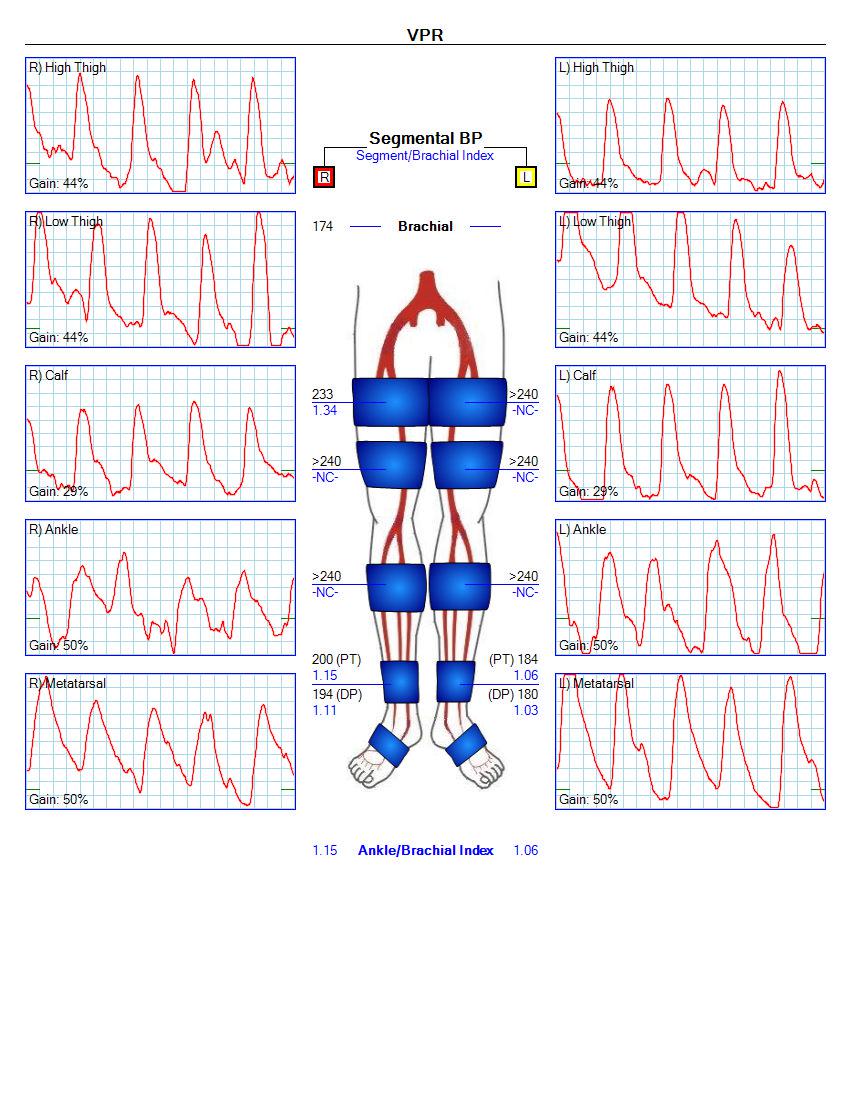 VPR
R) High Thigh
Gain: 44%
R) Low Thigh
Gain: 44%
R) Calf
Gain: 29%
R) Ankle
Gain: 50%
R) Metatarsal
Gain: 50%
Segmental BP
Segment/Brachial Index
R L
174 Brachial
233 >240
1.34 -NC-
>240 >240
-NC- -NC-
>240 >240
-NC- -NC-
200 (PT) (PT) 184
1.15 1.06
194 (DP) (DP) 180
1.11 1.03
1.15 Ankle/Brachial Index 1.06
L) High Thigh
Gain: 44%
L) Low Thigh
Gain: 44%
L) Calf
Gain: 29%
L) Ankle
Gain: 50%
L) Metatarsal
Gain: 50%